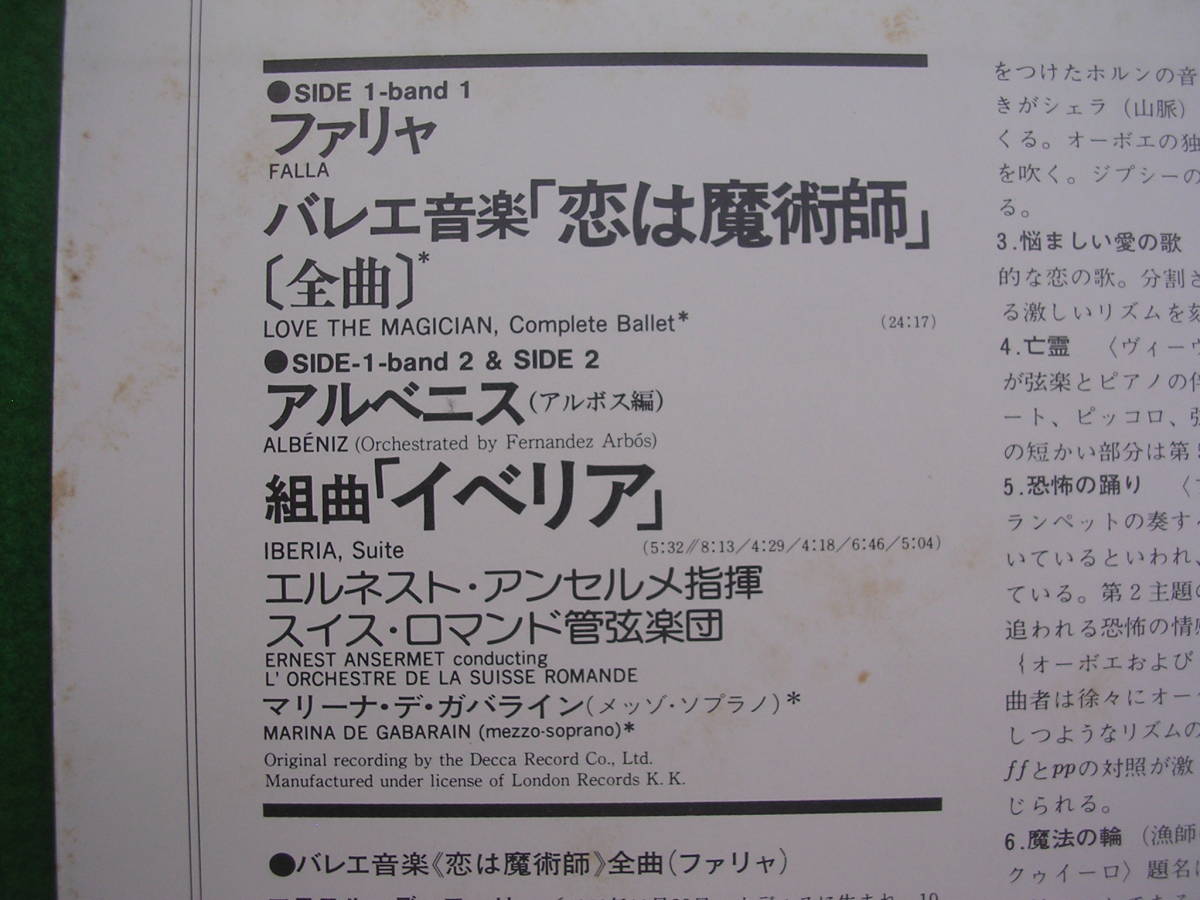 ●SIDE 1-band 1
ファリャ
FALLA
バレエ音楽「恋は魔術師」
〔全曲〕*
LOVE THE MAGICIAN, Complete Ballet* (24:17)
●SIDE-1-band 2 & SIDE 2
アルベニス(アルボス編)
ALBÉNIZ (Orchestrated by Fernandez Arbós)
組曲「イベリア」
IBERIA, Suite (5:32//8:13/4:29/4:18/6:46/5:04)
エルネスト・アンセルメ指揮
スイス・ロマンド管弦楽団
ERNEST ANSERMET conducting
L' ORCHESTRE DE LA SUISSE ROMANDE
マリーナ・デ・ガバライン(メッゾ・ソプラノ)*
MARINA DE GABARAIN (mezzo-soprano)*
Original recording by the Decca Record Co., Ltd.
Manufactured under license of London Records K. K.
●バレエ音楽《恋は魔術師》全曲(ファリャ)
をつけたホルンの音
きがシェラ(山脈)
くる。オーボエの独
を吹く。ジプシーの
る。
3.悩ましい愛の歌
的な恋の歌。分割さ
る激しいリズムを刻
4.亡霊 〈ヴィーヴ
が弦楽とピアノの伴
ート、ピッコロ、弦
の短かい部分は第5
5.恐怖の踊り
ランペットの奏する
いているといわれ、
ている。第2主題の
追われる恐怖の情感
{オーボエおよび
曲者は徐々にオー
しつようなリズムの
ffとppの対照が激
じられる。
6.魔法の輪(漁師
クゥイーロ〉題名は